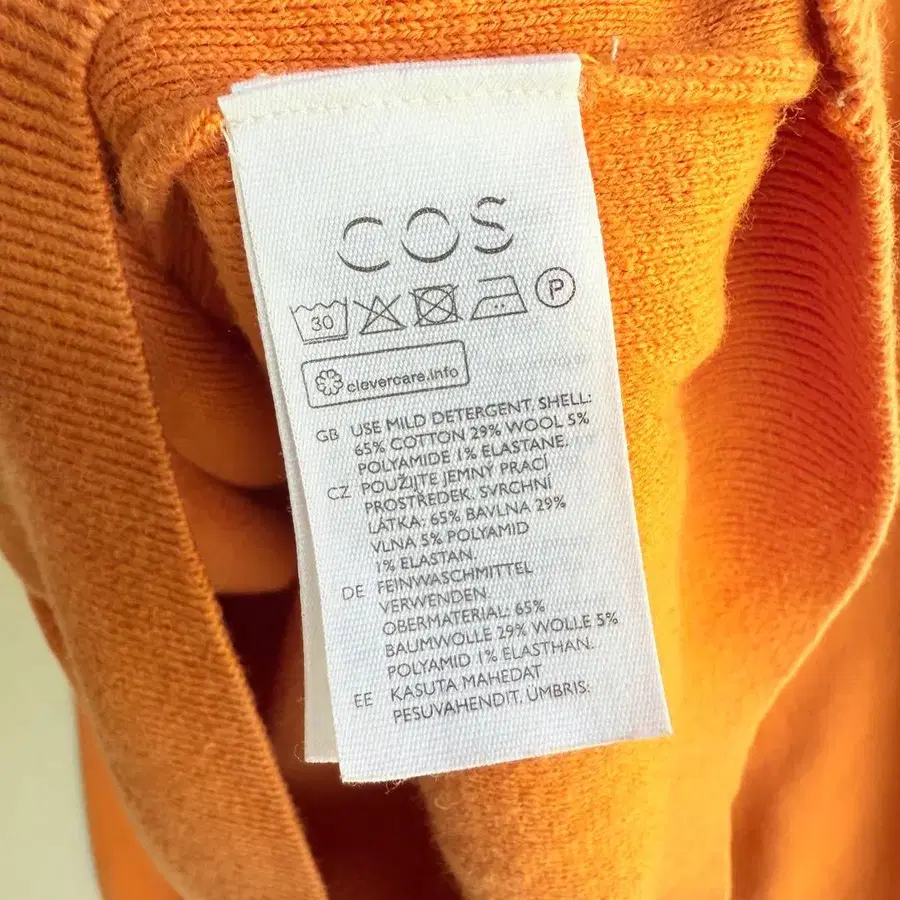 COS
30
P
clevercare.info
GB USE MILD DETERGENT. SHELL:
65% COTTON 29% WOOL 5%
POLYAMIDE 1% ELASTANE.
CZ POUŽIJTE JEMNÝ PRACÍ
PROSTŘEDEK. SVRCHNÍ
LÁTKA: 65% BAVLNA 29%
VLNA 5% POLYAMID
1% ELASTAN.
DE FEINWASCHMITTEL
VERWENDEN.
OBERMATERIAL: 65%
BAUMWOLLE 29% WOLLE 5%
POLYAMID 1% ELASTHAN.
EE KASUTA MAHEDAT
PESUVAHENDIT. ÜMBRIS: